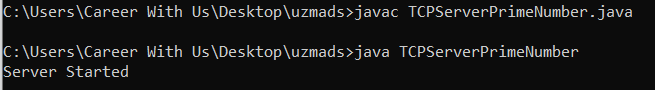 C:\Users\Career With Us\Desktop\uzmads>javac TCPServerPrimeNumber.java
C:\Users\Career With Us\Desktop\uzmads>java TCPServerPrimeNumber
Server Started